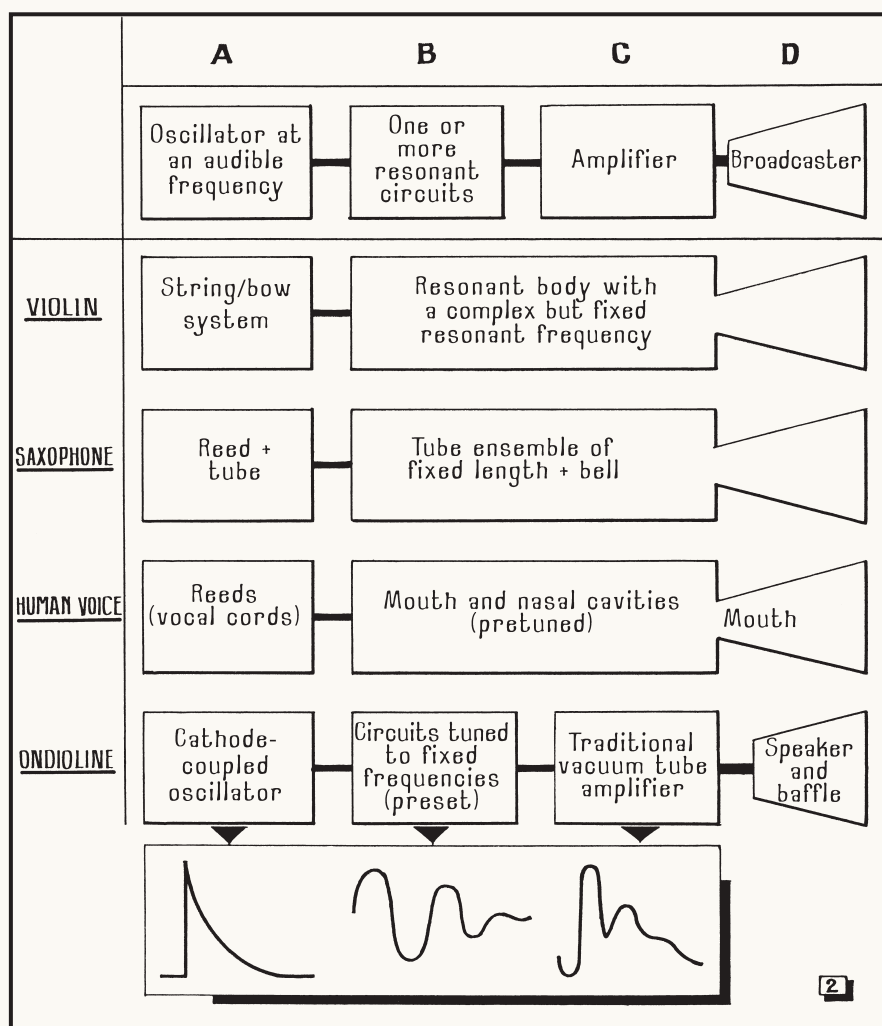 A B C D
Oscillator at
an audible
frequency
One or
more
resonant
circuits
Amplifier
Broadcaster
VIOLIN
String/bow
system
Resonant body with
a complex but fixed
resonant frequency
SAXOPHONE
Reed +
tube
Tube ensemble of
fixed length + bell
HUMAN VOICE
Reeds
(vocal cords)
Mouth and nasal cavities
(pretuned)
Mouth
ONDIOLINE
Cathode-
coupled
oscillator
Circuits tuned
to fixed
frequencies
(preset)
Traditional
vacuum tube
amplifier
Speaker
and
baffle
2